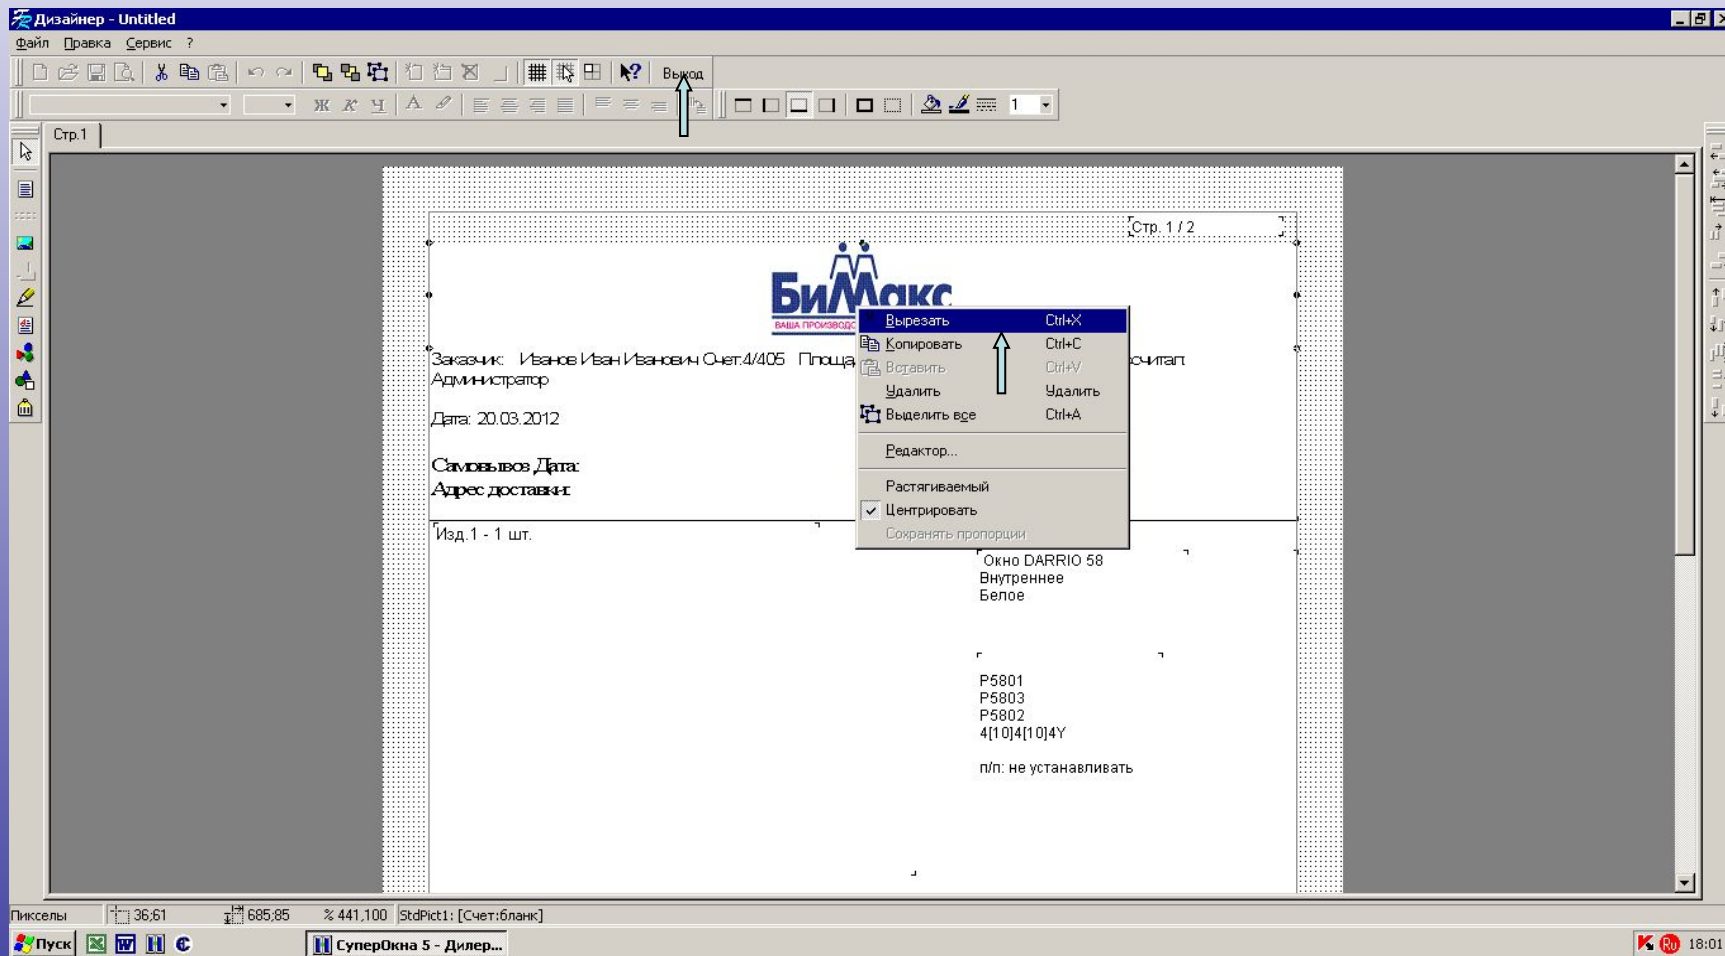 Дизайнер - Untitled
Файл Правка Сервис ?
Выход
Ж К Ч А 1
Стр.1
Стр. 1 / 2
БиМакс
ВАША ПРОИЗВОДС
Заказчик: Иванов Иван Иванович Счет:4/405 Площа считал:
Администратор
Дата: 20.03.2012
Самовывоз Дата:
Адрес доставки:
Вырезать Ctrl+X
Копировать Ctrl+C
Вставить Ctrl+V
Удалить Удалить
Выделить все Ctrl+A
Редактор...
Растягиваемый
Центрировать
Сохранять пропорции
Изд.1 - 1 шт.
Окно DARRIO 58
Внутреннее
Белое
P5801
P5803
P5802
4[10]4[10]4Y
п/п: не устанавливать
Пикселы 36;61 685;85 % 441,100 StdPict1: [Счет:бланк]
Пуск СуперОкна 5 - Дилер... Ru 18:01